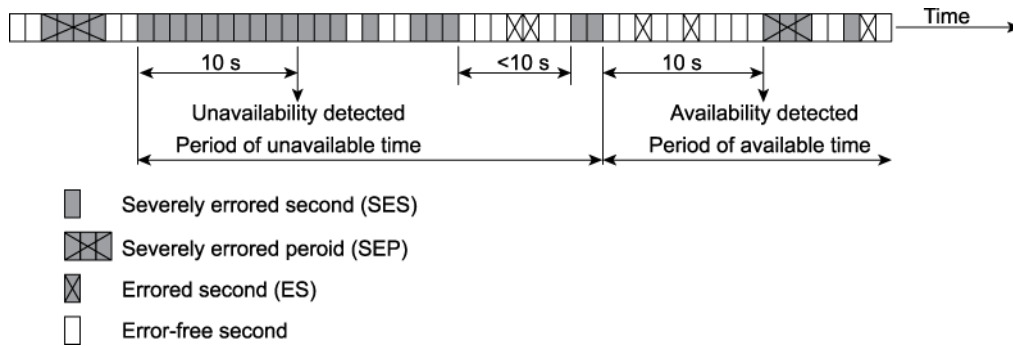 Time
10 s
<10 s
10 s
Unavailability detected
Availability detected
Period of unavailable time
Period of available time
Severely errored second (SES)
Severely errored peroid (SEP)
Errored second (ES)
Error-free second